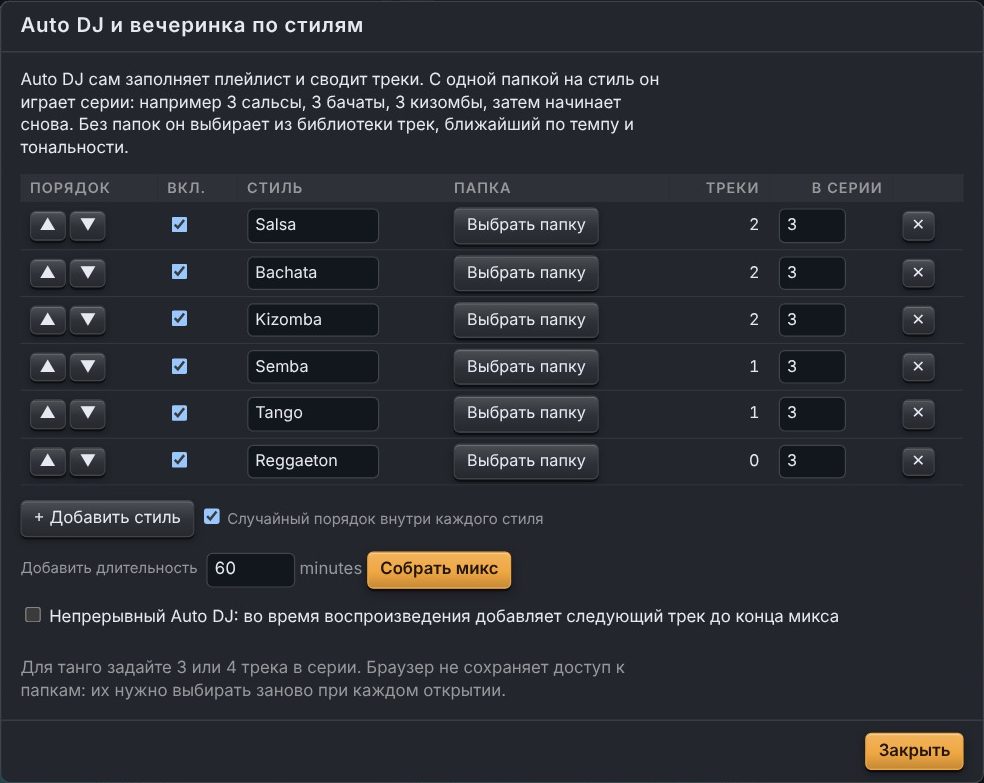 Auto DJ и вечеринка по стилям
Auto DJ сам заполняет плейлист и сводит треки. С одной папкой на стиль он
играет серии: например 3 сальсы, 3 бачаты, 3 кизомбы, затем начинает
снова. Без папок он выбирает из библиотеки трек, ближайший по темпу и
тональности.
ПОРЯДОК ВКЛ. СТИЛЬ ПАПКА ТРЕКИ В СЕРИИ
▲ ▼ Salsa Выбрать папку 2 3 ✕
▲ ▼ Bachata Выбрать папку 2 3 ✕
▲ ▼ Kizomba Выбрать папку 2 3 ✕
▲ ▼ Semba Выбрать папку 1 3 ✕
▲ ▼ Tango Выбрать папку 1 3 ✕
▲ ▼ Reggaeton Выбрать папку 0 3 ✕
+ Добавить стиль Случайный порядок внутри каждого стиля
Добавить длительность 60 minutes Собрать микс
Непрерывный Auto DJ: во время воспроизведения добавляет следующий трек до конца микса
Для танго задайте 3 или 4 трека в серии. Браузер не сохраняет доступ к
папкам: их нужно выбирать заново при каждом открытии.
Закрыть